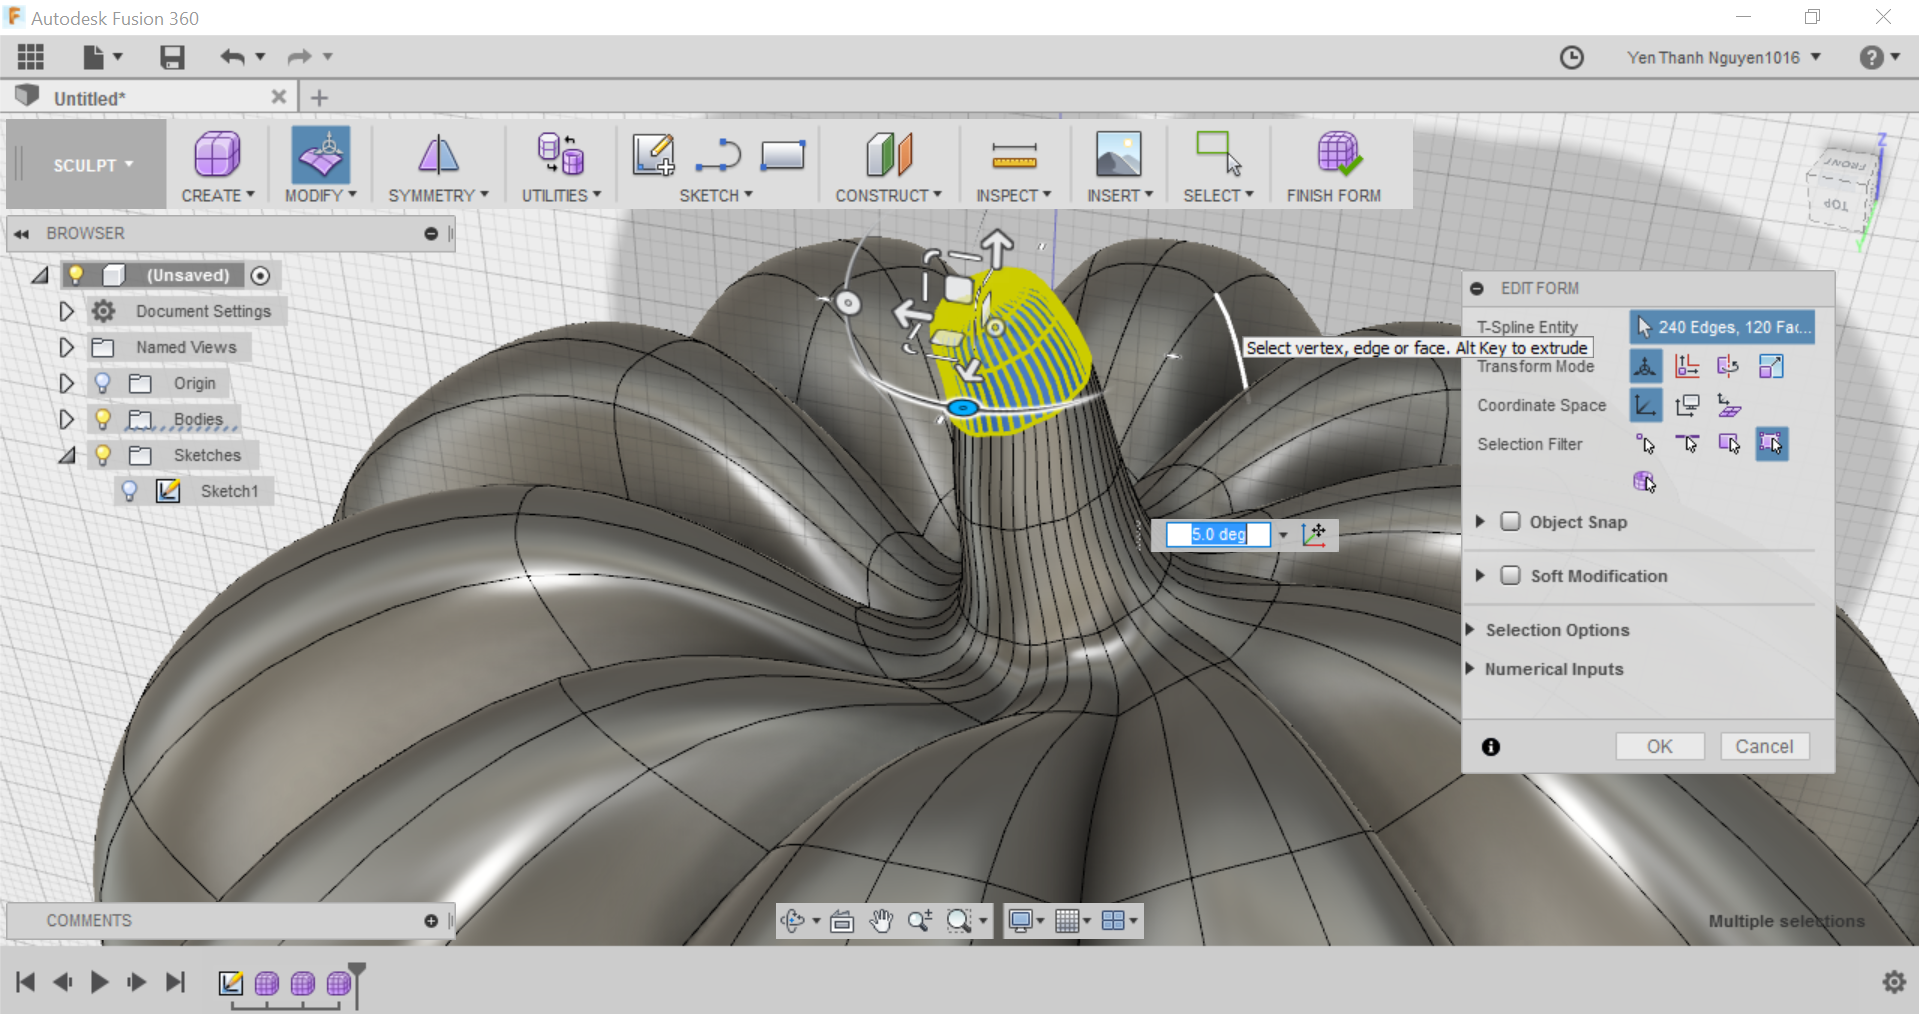 Autodesk Fusion 360
Yen Thanh Nguyen1016
Untitled*
SCULPT
CREATE
MODIFY
SYMMETRY
UTILITIES
SKETCH
CONSTRUCT
INSPECT
INSERT
SELECT
FINISH FORM
Z
FRONT
TOP
Y
BROWSER
(Unsaved)
Document Settings
Named Views
Origin
Bodies
Sketches
Sketch1
EDIT FORM
T-Spline Entity
240 Edges, 120 Fac...
Select vertex, edge or face. Alt Key to extrude
Transform Mode
Coordinate Space
Selection Filter
Object Snap
5.0 deg
Soft Modification
Selection Options
Numerical Inputs
OK
Cancel
COMMENTS
Multiple selections